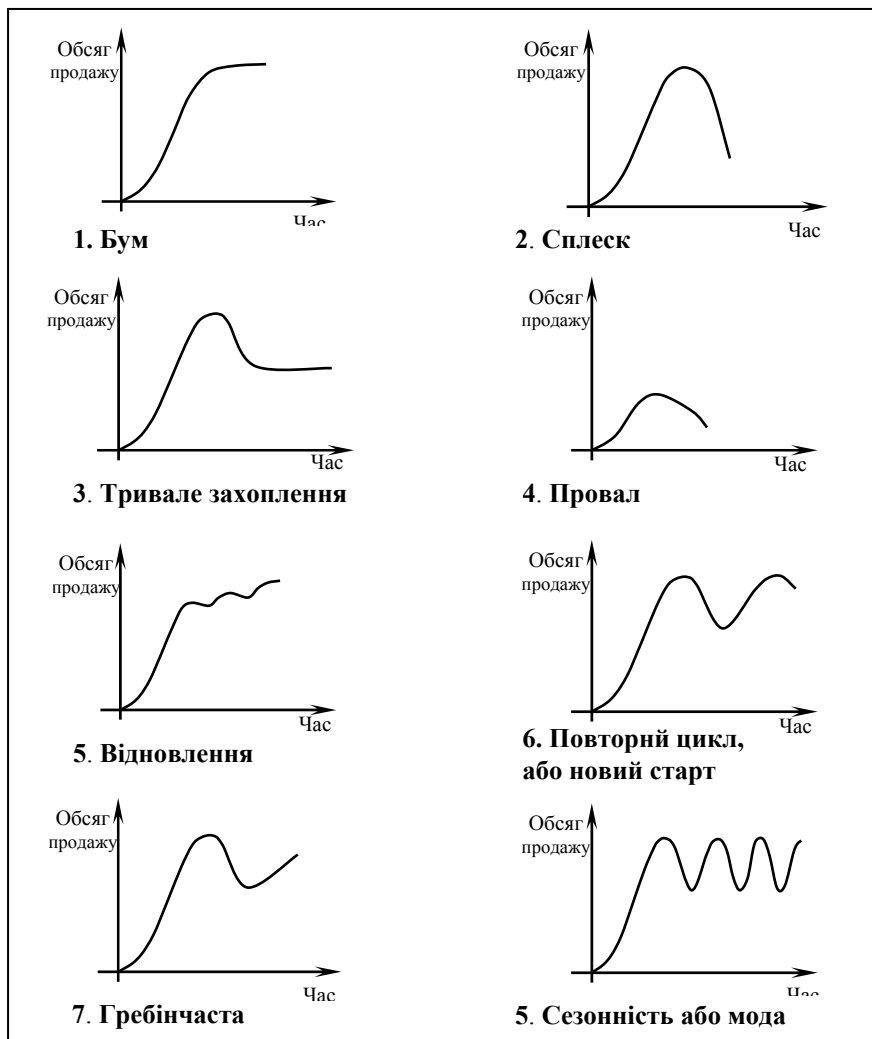 Обсяг
продажу
Час
1. Бум
Обсяг
продажу
Час
2. Сплеск
Обсяг
продажу
Час
3. Тривале захоплення
Обсяг
продажу
Час
4. Провал
Обсяг
продажу
Час
5. Відновлення
Обсяг
продажу
Час
6. Повторнй цикл,
або новий старт
Обсяг
продажу
Час
7. Гребінчаста
Обсяг
продажу
Час
5. Сезонність або мода